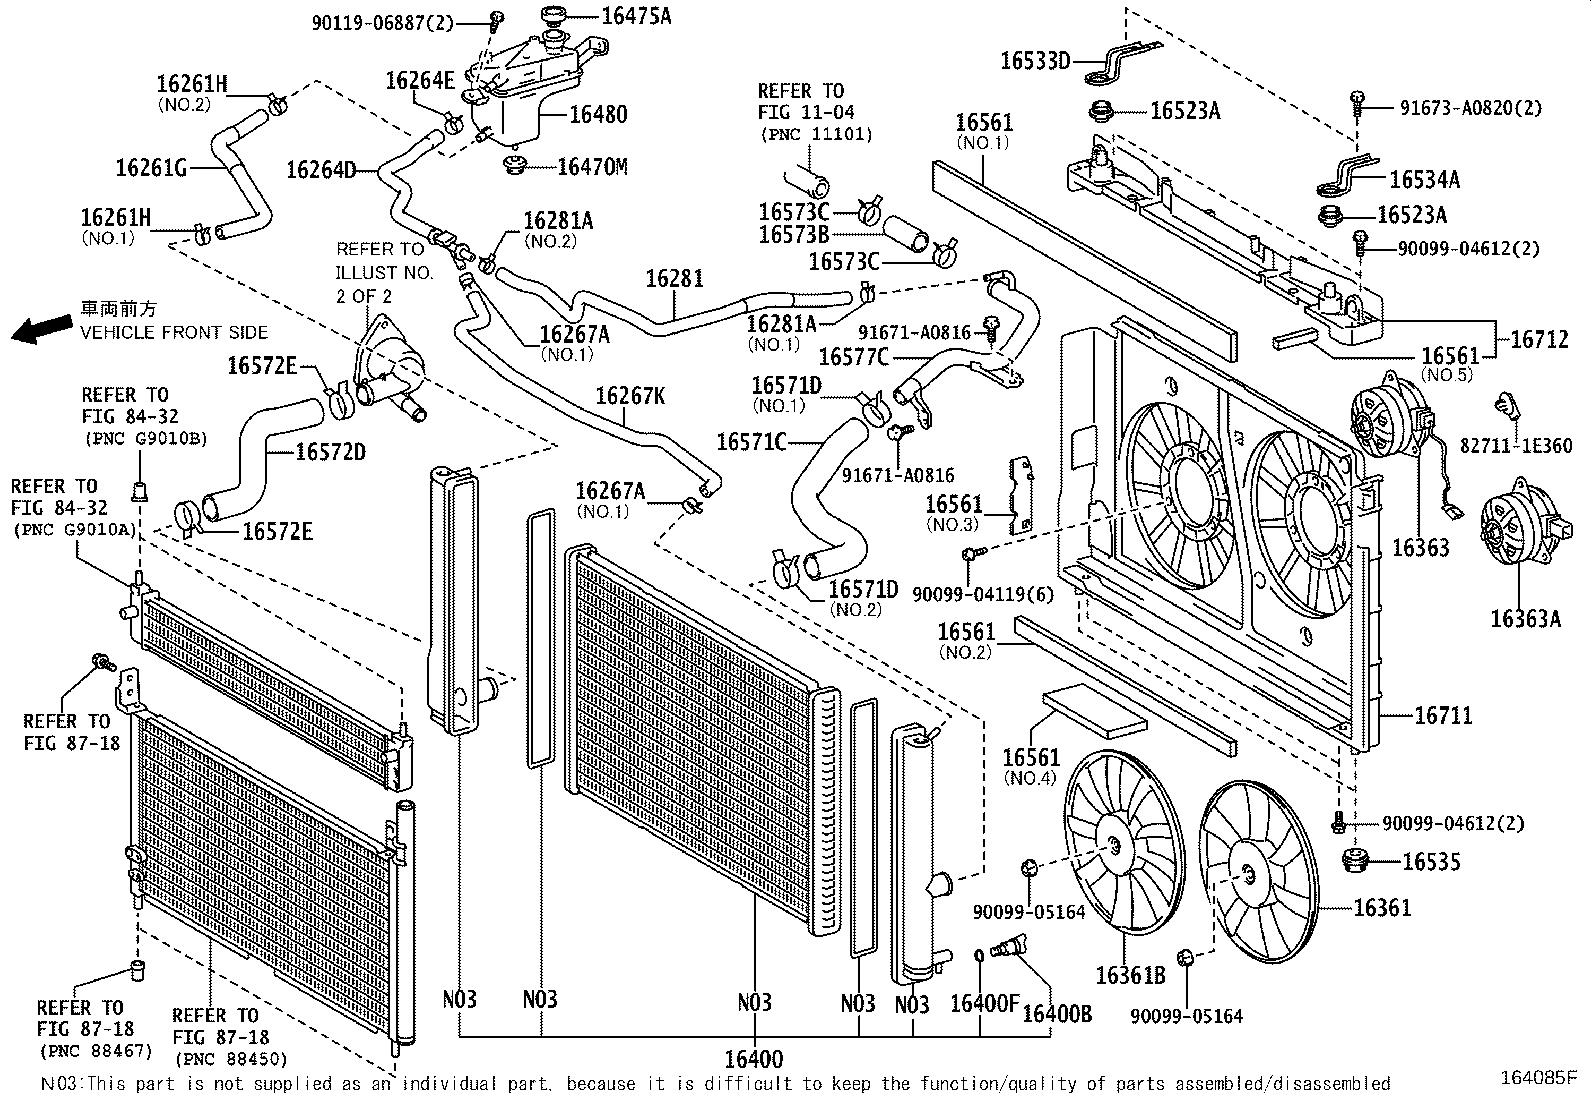 90119-06887(2)
16475A
16261H
(NO.2)
16264E
16480
16261G
16264D
16470M
16261H
(NO.1)
16281A
(NO.2)
REFER TO
ILLUST NO.
2 OF 2
車両前方
VEHICLE FRONT SIDE
16281
REFER TO
FIG 11-04
(PNC 11101)
16573C
16573B
16573C
16561
(NO.1)
16533D
16523A
91673-A0820(2)
16534A
16523A
90099-04612(2)
16712
16561
(NO.5)
16267A
(NO.1)
16281A
(NO.1)
91671-A0816
16577C
16572E
REFER TO
FIG 84-32
(PNC G9010B)
16267K
16571D
(NO.1)
16571C
91671-A0816
16572D
REFER TO
FIG 84-32
(PNC G9010A)
16572E
16267A
(NO.1)
16561
(NO.3)
82711-1E360
16363
16363A
16571D
(NO.2)
90099-04119(6)
16561
(NO.2)
REFER TO
FIG 87-18
16711
16561
(NO.4)
90099-04612(2)
16535
90099-05164
16361
16361B
90099-05164
REFER TO
FIG 87-18
(PNC 88467)
REFER TO
FIG 87-18
(PNC 88450)
N03
N03
N03
N03
N03
16400F
16400B
16400
N03:This part is not supplied as an individual part, because it is difficult to keep the function/quality of parts assembled/disassembled
164085F